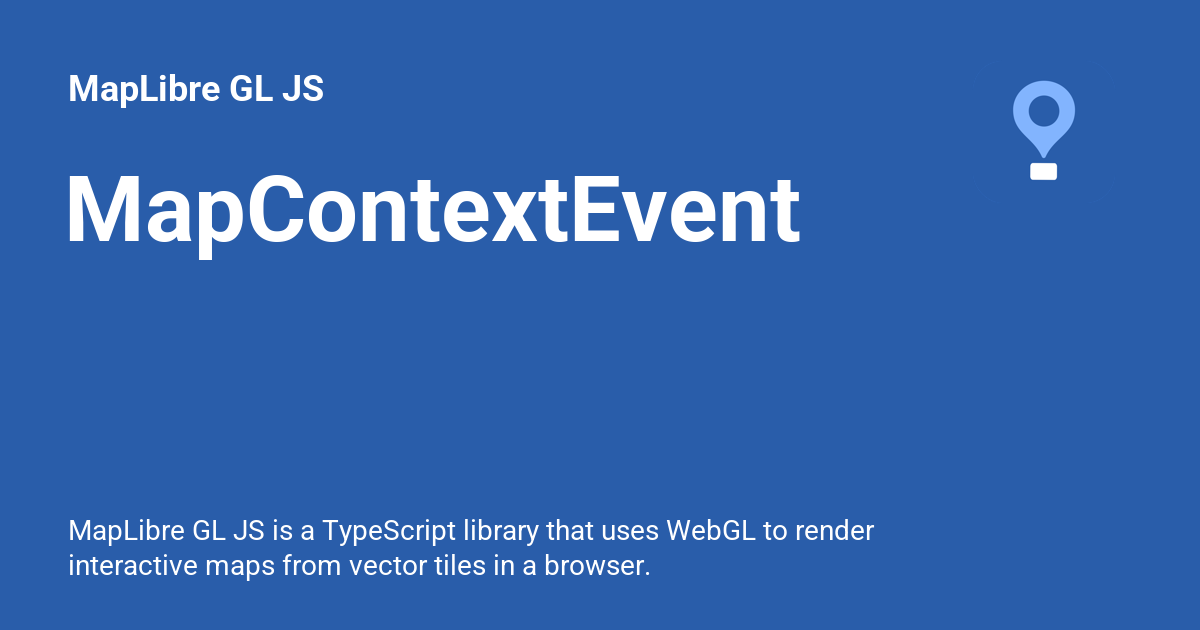 MapLibre GL JS
MapContextEvent
MapLibre GL JS is a TypeScript library that uses WebGL to render
interactive maps from vector tiles in a browser.